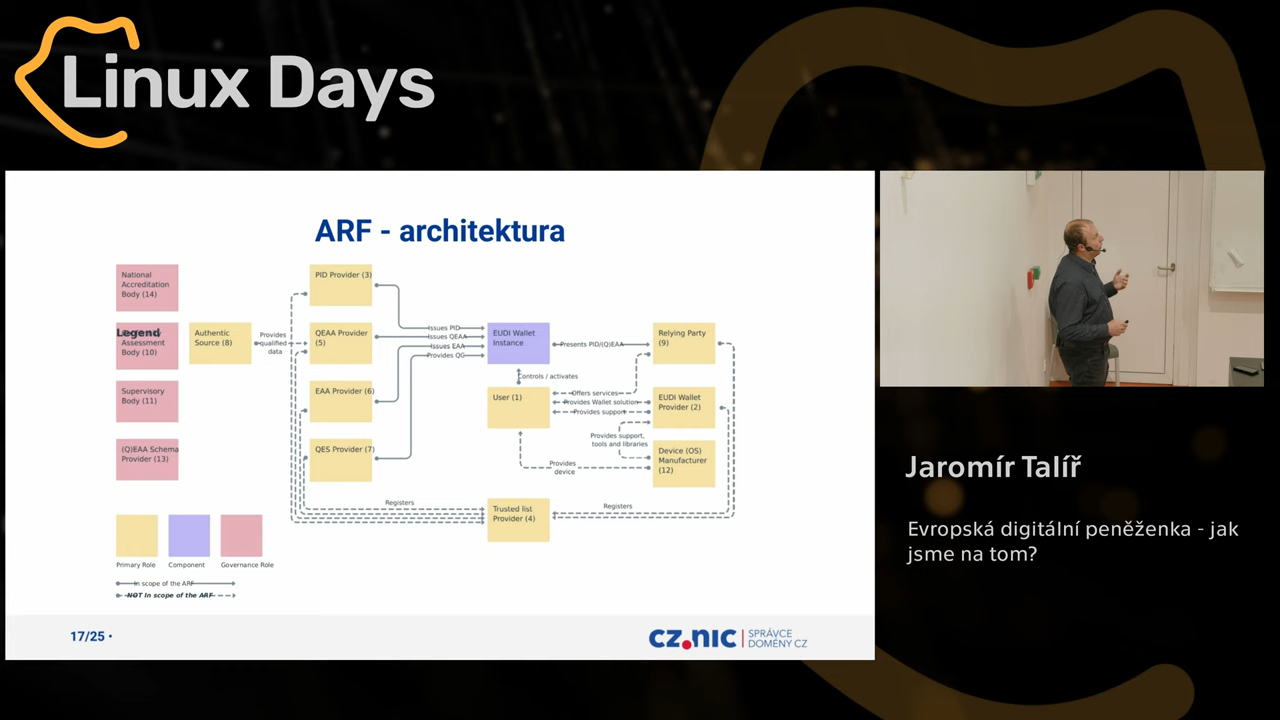 Linux Days
ARF - architektura
National
Accreditation
Body (14)
Legend
Assessment
Body (10)
Supervisory
Body (11)
(Q)EAA Schema
Provider (13)
Authentic
Source (8)
Provides
qualified
data
PID Provider (3)
QEAA Provider
(5)
EAA Provider (6)
QES Provider (7)
Issues PID
Issues QEAA
Issues EAA
Provides QC
EUDI Wallet
Instance
Presents PID/(Q)EAA
Relying Party
(9)
Controls / activates
User (1)
Offers services
Provides Wallet solution
Provides support
EUDI Wallet
Provider (2)
Provides support,
tools and libraries
Device (OS)
Manufacturer
(12)
Provides
device
Registers
Trusted list
Provider (4)
Registers
Primary Role
Component
Governance Role
In scope of the ARF
NOT In scope of the ARF
17/25 •
cz.nic
SPRÁVCE
DOMÉNY CZ
Jaromír Talíř
Evropská digitální peněženka - jak
jsme na tom?